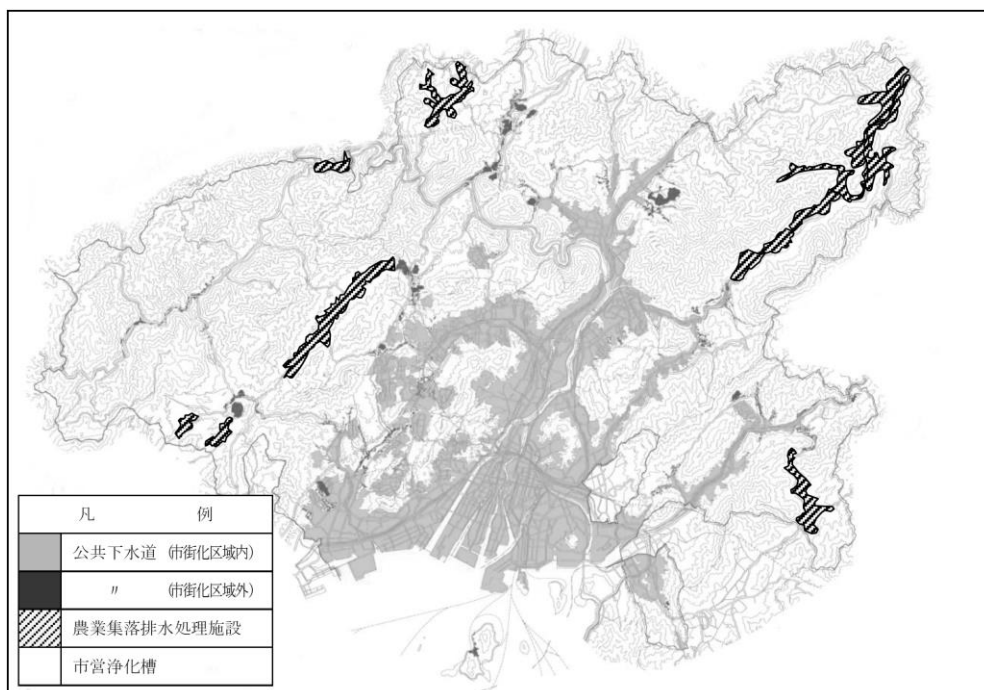 凡 例
公共下水道 (市街化区域内)
〃 (市街化区域外)
農業集落排水処理施設
市営浄化槽